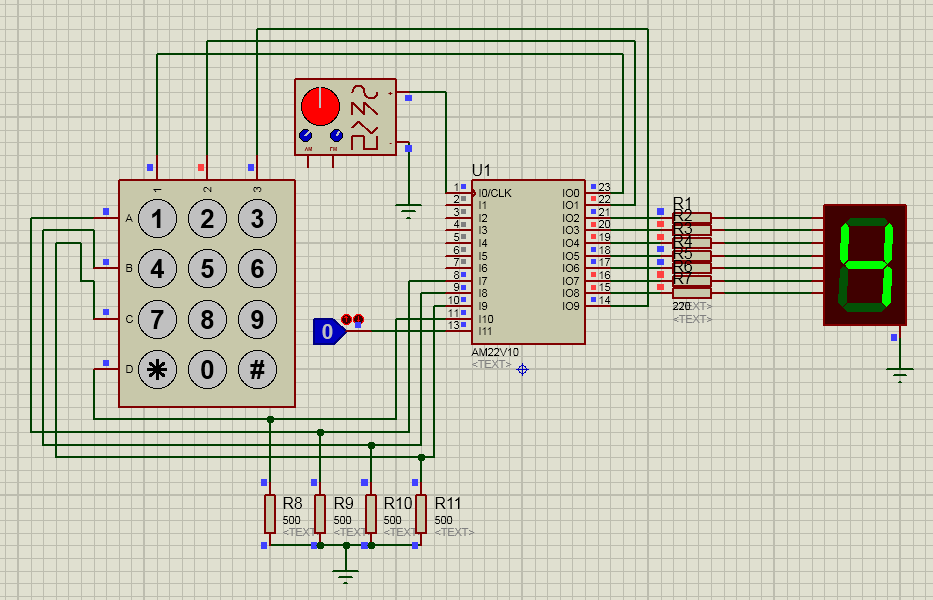 U1
1 2 3
A 1 2 3
B 4 5 6
C 7 8 9
D * 0 #
+
-
AM FM
0
1 I0/CLK IO0 23
2 I1 IO1 22
3 I2 IO2 21
4 I3 IO3 20
5 I4 IO4 19
6 I5 IO5 18
7 I6 IO6 17
8 I7 IO7 16
9 I8 IO8 15
10 I9 IO9 14
11 I10
13 I11
AM22V10
<TEXT>
R1
R2
R3
R4
R5
R6
R7
220
<TEXT>
<TEXT>
4
R8 R9 R10 R11
500 500 500 500
<TEXT> <TEXT> <TEXT> <TEXT>